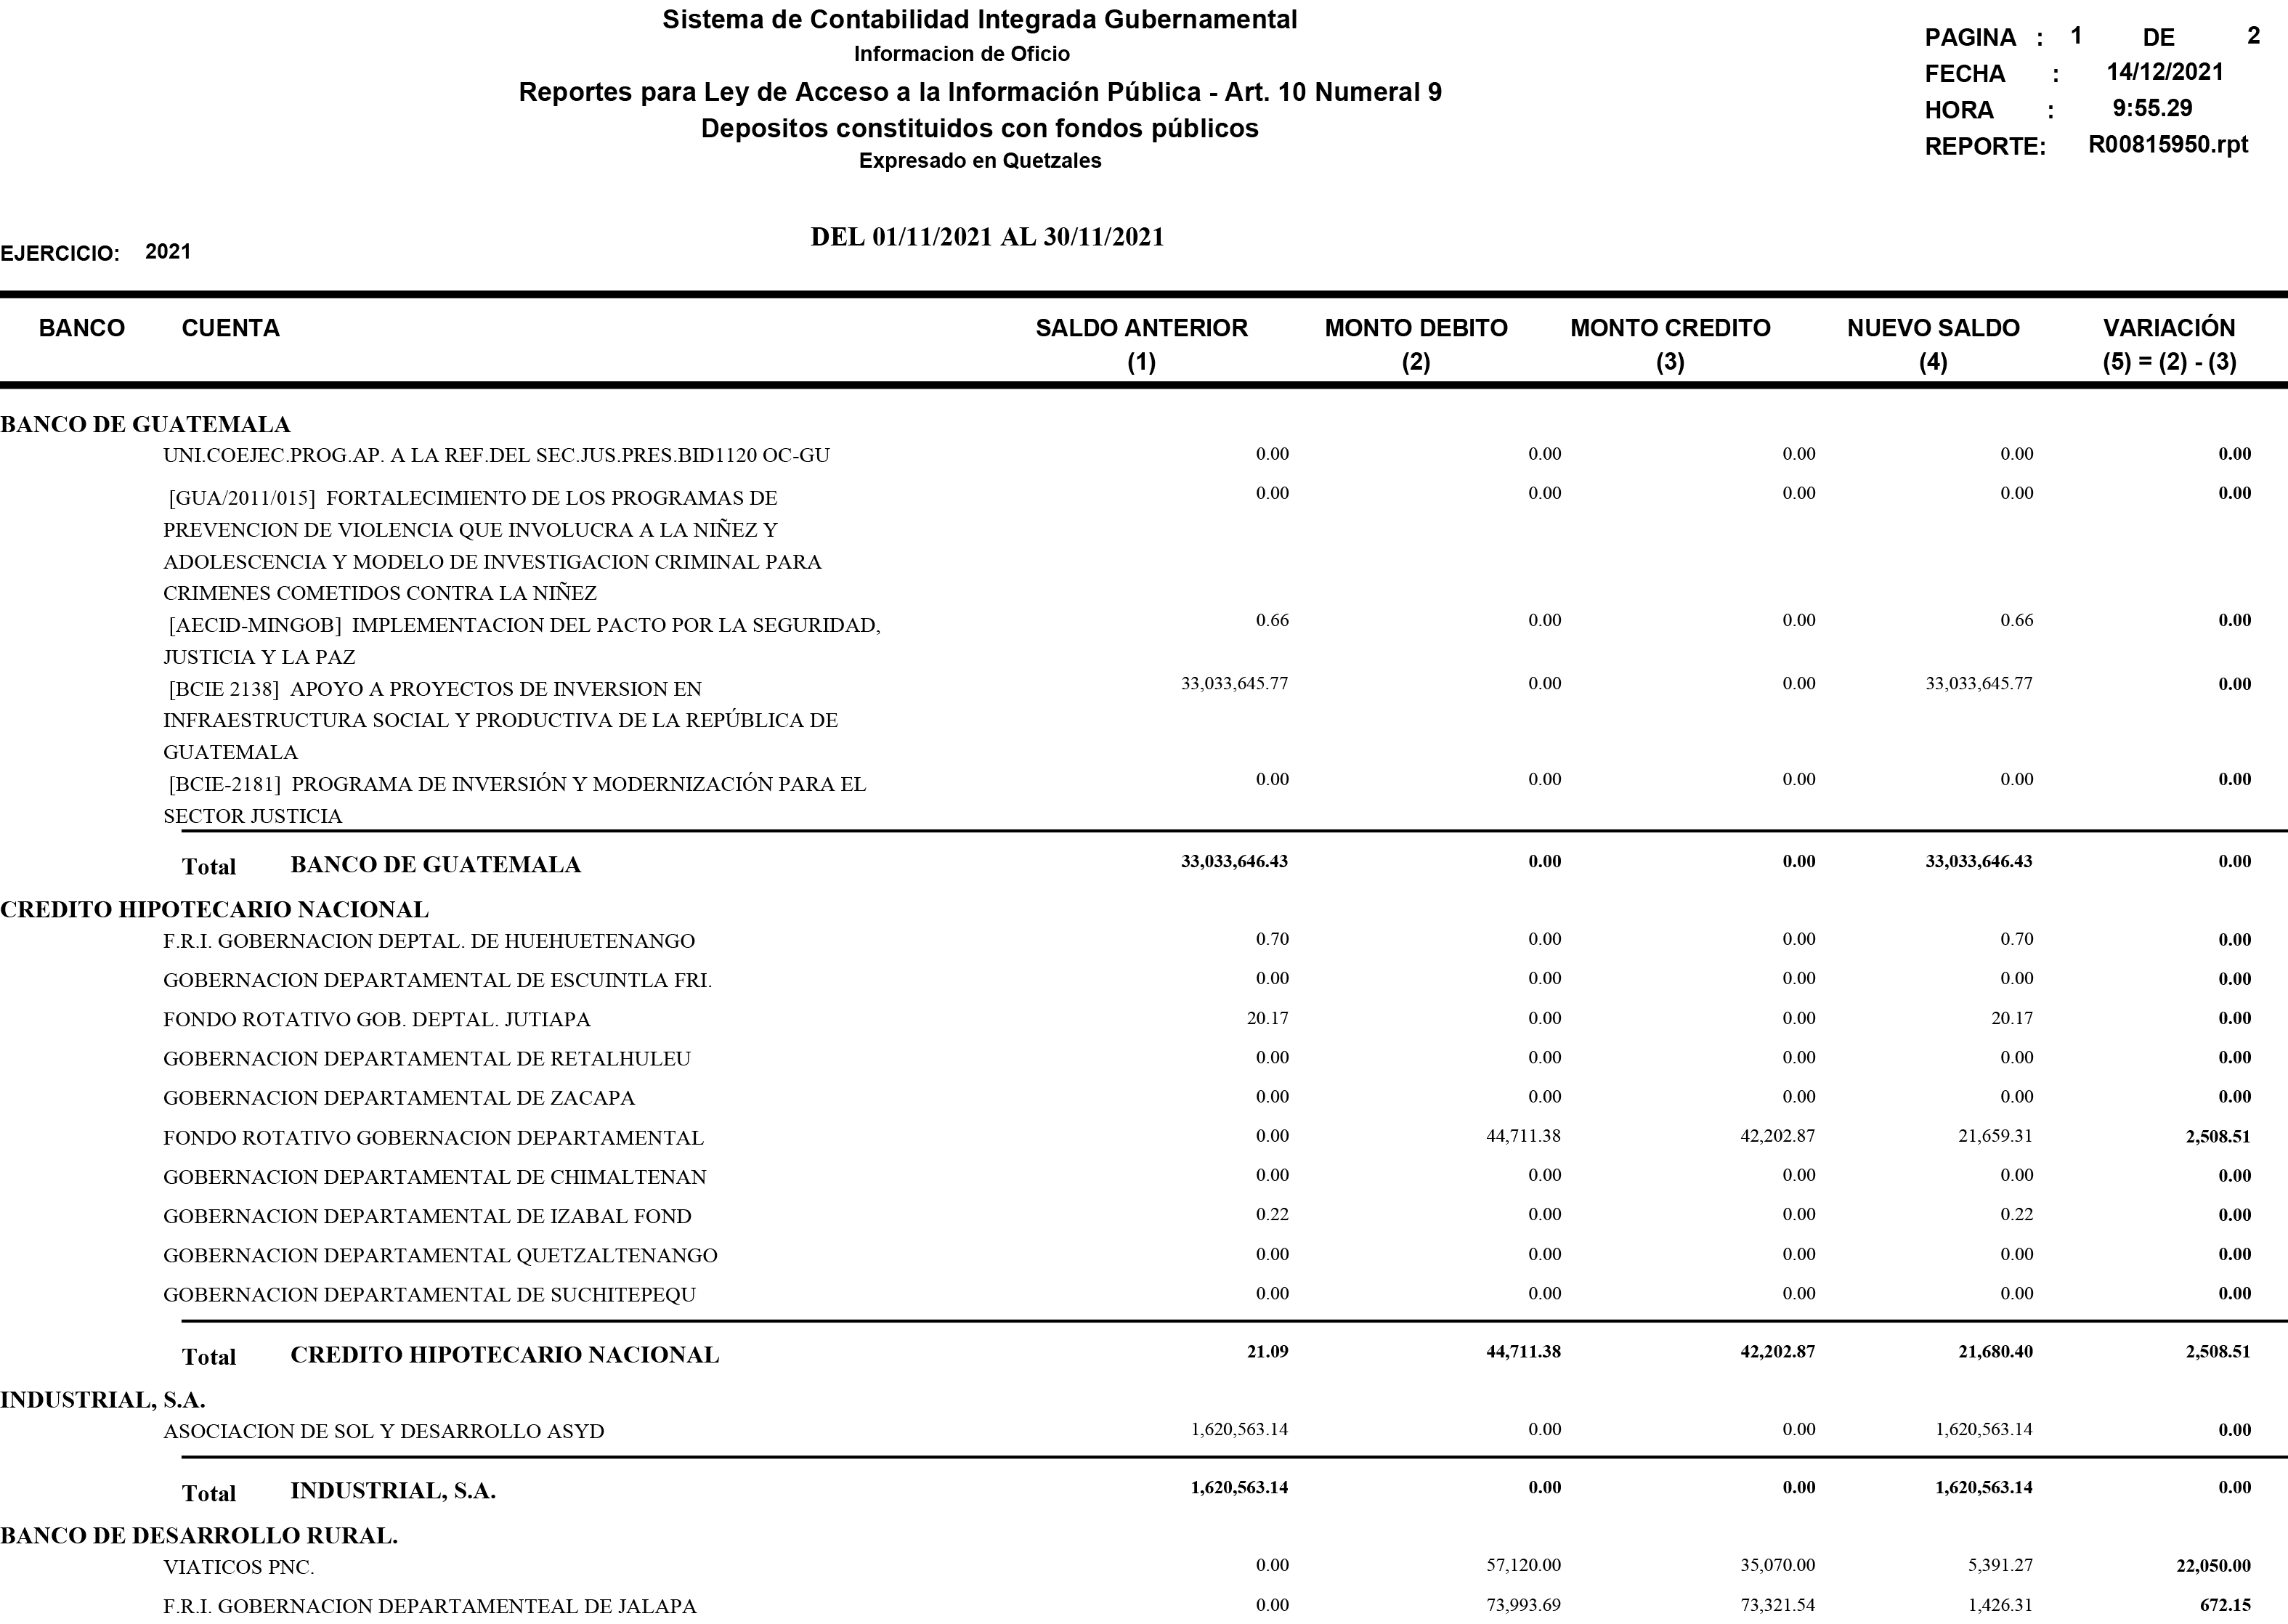 Sistema de Contabilidad Integrada Gubernamental
Informacion de Oficio
Reportes para Ley de Acceso a la Información Pública - Art. 10 Numeral 9
Depositos constituidos con fondos públicos
Expresado en Quetzales
PAGINA : 1 DE 2
FECHA : 14/12/2021
HORA : 9:55.29
REPORTE: R00815950.rpt
DEL 01/11/2021 AL 30/11/2021
EJERCICIO: 2021
BANCO CUENTA SALDO ANTERIOR MONTO DEBITO MONTO CREDITO NUEVO SALDO VARIACIÓN
(1) (2) (3) (4) (5) = (2) - (3)
BANCO DE GUATEMALA
UNI.COEJEC.PROG.AP. A LA REF.DEL SEC.JUS.PRES.BID1120 OC-GU 0.00 0.00 0.00 0.00 0.00
[GUA/2011/015] FORTALECIMIENTO DE LOS PROGRAMAS DE 0.00 0.00 0.00 0.00 0.00
PREVENCION DE VIOLENCIA QUE INVOLUCRA A LA NIÑEZ Y
ADOLESCENCIA Y MODELO DE INVESTIGACION CRIMINAL PARA
CRIMENES COMETIDOS CONTRA LA NIÑEZ
[AECID-MINGOB] IMPLEMENTACION DEL PACTO POR LA SEGURIDAD, 0.66 0.00 0.00 0.66 0.00
JUSTICIA Y LA PAZ
[BCIE 2138] APOYO A PROYECTOS DE INVERSION EN 33,033,645.77 0.00 0.00 33,033,645.77 0.00
INFRAESTRUCTURA SOCIAL Y PRODUCTIVA DE LA REPÚBLICA DE
GUATEMALA
[BCIE-2181] PROGRAMA DE INVERSIÓN Y MODERNIZACIÓN PARA EL 0.00 0.00 0.00 0.00 0.00
SECTOR JUSTICIA
Total BANCO DE GUATEMALA 33,033,646.43 0.00 0.00 33,033,646.43 0.00
CREDITO HIPOTECARIO NACIONAL
F.R.I. GOBERNACION DEPTAL. DE HUEHUETENANGO 0.70 0.00 0.00 0.70 0.00
GOBERNACION DEPARTAMENTAL DE ESCUINTLA FRI. 0.00 0.00 0.00 0.00 0.00
FONDO ROTATIVO GOB. DEPTAL. JUTIAPA 20.17 0.00 0.00 20.17 0.00
GOBERNACION DEPARTAMENTAL DE RETALHULEU 0.00 0.00 0.00 0.00 0.00
GOBERNACION DEPARTAMENTAL DE ZACAPA 0.00 0.00 0.00 0.00 0.00
FONDO ROTATIVO GOBERNACION DEPARTAMENTAL 0.00 44,711.38 42,202.87 21,659.31 2,508.51
GOBERNACION DEPARTAMENTAL DE CHIMALTENAN 0.00 0.00 0.00 0.00 0.00
GOBERNACION DEPARTAMENTAL DE IZABAL FOND 0.22 0.00 0.00 0.22 0.00
GOBERNACION DEPARTAMENTAL QUETZALTENANGO 0.00 0.00 0.00 0.00 0.00
GOBERNACION DEPARTAMENTAL DE SUCHITEPEQU 0.00 0.00 0.00 0.00 0.00
Total CREDITO HIPOTECARIO NACIONAL 21.09 44,711.38 42,202.87 21,680.40 2,508.51
INDUSTRIAL, S.A.
ASOCIACION DE SOL Y DESARROLLO ASYD 1,620,563.14 0.00 0.00 1,620,563.14 0.00
Total INDUSTRIAL, S.A. 1,620,563.14 0.00 0.00 1,620,563.14 0.00
BANCO DE DESARROLLO RURAL.
VIATICOS PNC. 0.00 57,120.00 35,070.00 5,391.27 22,050.00
F.R.I. GOBERNACION DEPARTAMENTEAL DE JALAPA 0.00 73,993.69 73,321.54 1,426.31 672.15